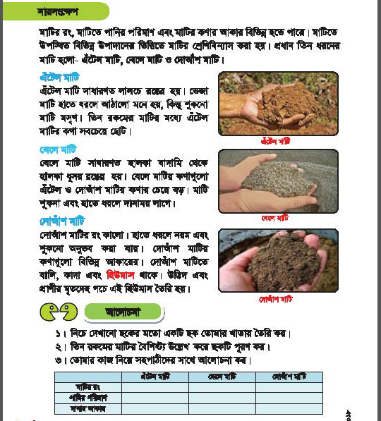 সারসংক্ষেপ
মাটির রং, মাটিতে পানির পরিমাণ এবং মাটির কণার আকার বিভিন্ন হতে পারে। মাটিতে
উপস্থিত বিভিন্ন উপাদানের ভিত্তিতে মাটির শ্রেণিবিন্যাস করা হয়। প্রধান তিন ধরনের
মাটি হলো- এঁটেল মাটি, বেলে মাটি ও দোআঁশ মাটি।
এঁটেল মাটি
এঁটেল মাটি সাধারণত লালচে রঙের হয়। ভেজা
মাটি হাতে ধরলে আঠালো মনে হয়, কিন্তু শুকনো
মাটি মসৃণ। তিন রকমের মাটির মধ্যে এঁটেল
মাটির কণা সবচেয়ে ছোট।
এঁটেল মাটি
বেলে মাটি
বেলে মাটি সাধারণত হালকা বাদামি থেকে
হালকা ধূসর রঙের হয়। বেলে মাটির কণাগুলো
এঁটেল ও দোআঁশ মাটির কণার চেয়ে বড়। মাটি
শুকনা এবং হাতে ধরলে দানাময় লাগে।
বেলে মাটি
দোআঁশ মাটি
দোআঁশ মাটির রং কালো। হাতে ধরলে নরম এবং
শুকনো অনুভব করা যায়। দোআঁশ মাটির
কণাগুলো বিভিন্ন আকারের। দোআঁশ মাটিতে
বালি, কাদা এবং হিউমাস থাকে। উদ্ভিদ এবং
প্রাণীর মৃতদেহ পচে এই হিউমাস তৈরি হয়।
দোআঁশ মাটি
আলোচনা
১। নিচে দেখানো ছকের মতো একটি ছক তোমার খাতায় তৈরি কর।
২। তিন রকমের মাটির বৈশিষ্ট্য উল্লেখ করে ছকটি পূরণ কর।
৩। তোমার কাজ নিয়ে সহপাঠীদের সাথে আলোচনা কর।
এঁটেল মাটি বেলে মাটি দোআঁশ মাটি
মাটির রং
পানির পরিমাণ
কণার আকার